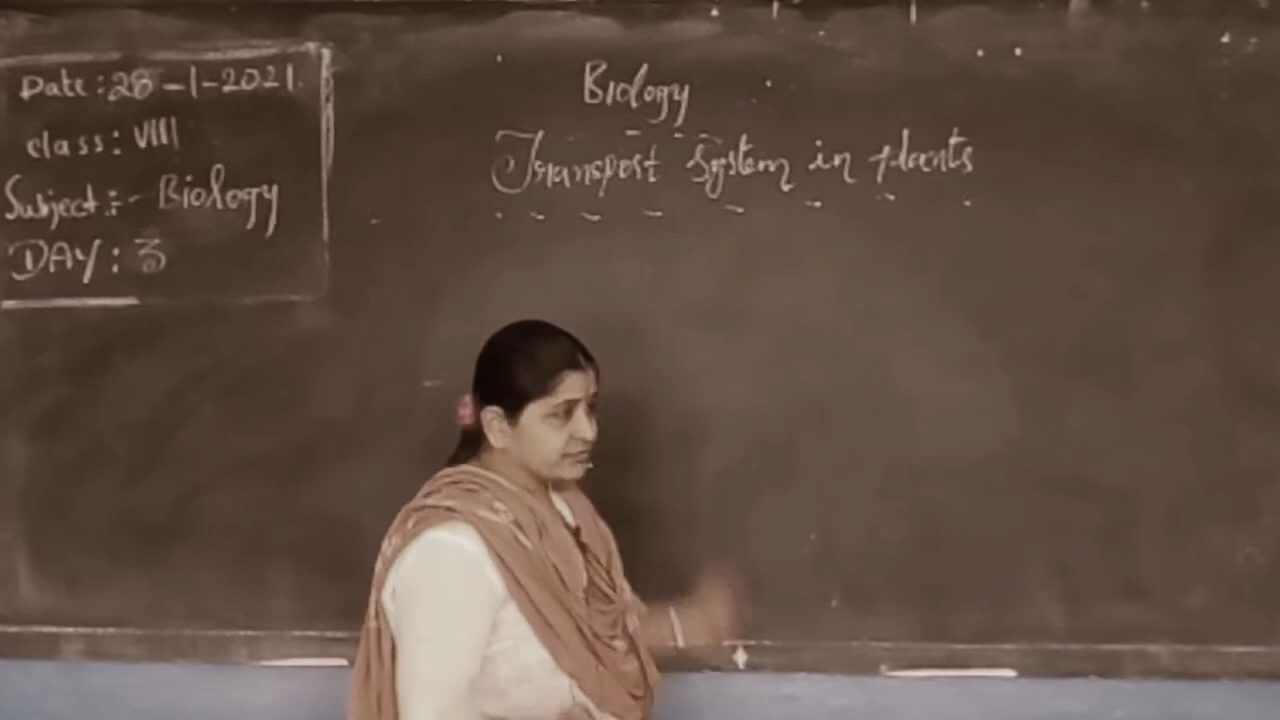 Date : 28-1-2021.
class : VIII
Subject :- Biology
DAY : 3
Biology
Transport System in plants